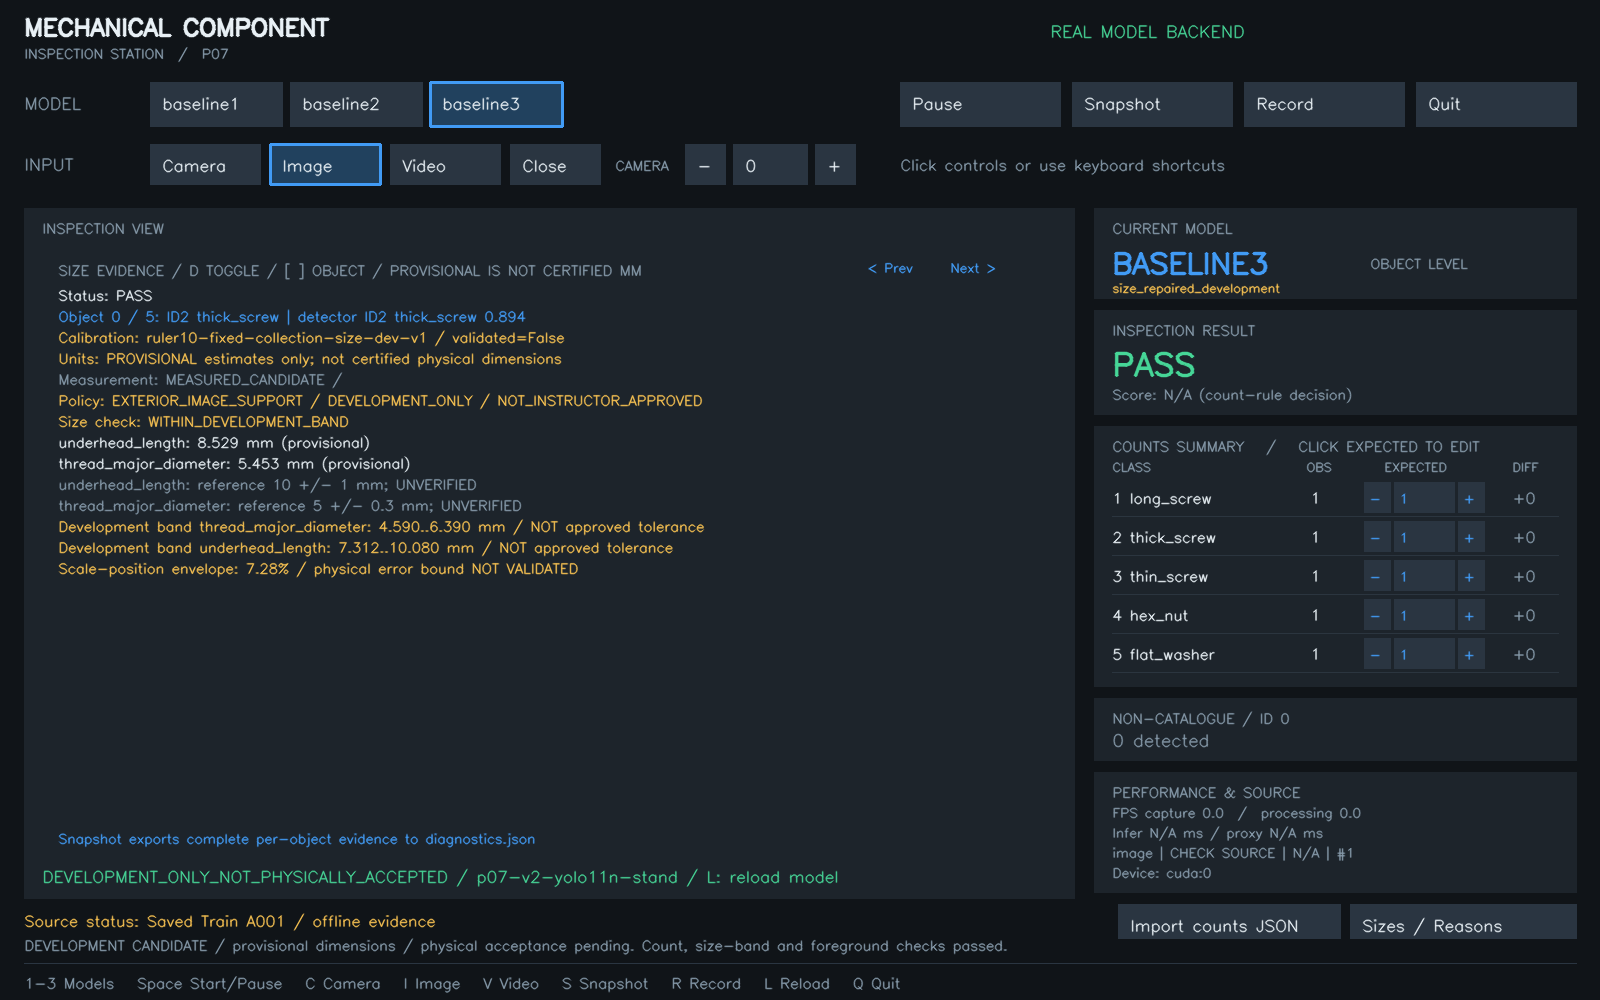 MECHANICAL COMPONENT
INSPECTION STATION / P07
REAL MODEL BACKEND
MODEL baseline1 baseline2 baseline3 Pause Snapshot Record Quit
INPUT Camera Image Video Close CAMERA - 0 + Click controls or use keyboard shortcuts
INSPECTION VIEW
SIZE EVIDENCE / D TOGGLE / [ ] OBJECT / PROVISIONAL IS NOT CERTIFIED MM < Prev Next >
Status: PASS
Object 0 / 5: ID2 thick_screw | detector ID2 thick_screw 0.894
Calibration: ruler10-fixed-collection-size-dev-v1 / validated=False
Units: PROVISIONAL estimates only; not certified physical dimensions
Measurement: MEASURED_CANDIDATE /
Policy: EXTERIOR_IMAGE_SUPPORT / DEVELOPMENT_ONLY / NOT_INSTRUCTOR_APPROVED
Size check: WITHIN_DEVELOPMENT_BAND
underhead_length: 8.529 mm (provisional)
thread_major_diameter: 5.453 mm (provisional)
underhead_length: reference 10 +/- 1 mm; UNVERIFIED
thread_major_diameter: reference 5 +/- 0.3 mm; UNVERIFIED
Development band thread_major_diameter: 4.590..6.390 mm / NOT approved tolerance
Development band underhead_length: 7.312..10.080 mm / NOT approved tolerance
Scale-position envelope: 7.28% / physical error bound NOT VALIDATED
Snapshot exports complete per-object evidence to diagnostics.json
DEVELOPMENT_ONLY_NOT_PHYSICALLY_ACCEPTED / p07-v2-yolo11n-stand / L: reload model
CURRENT MODEL
BASELINE3 OBJECT LEVEL
size_repaired_development
INSPECTION RESULT
PASS
Score: N/A (count-rule decision)
COUNTS SUMMARY / CLICK EXPECTED TO EDIT
CLASS OBS EXPECTED DIFF
1 long_screw 1 - 1 + +0
2 thick_screw 1 - 1 + +0
3 thin_screw 1 - 1 + +0
4 hex_nut 1 - 1 + +0
5 flat_washer 1 - 1 + +0
NON-CATALOGUE / ID 0
0 detected
PERFORMANCE & SOURCE
FPS capture 0.0 / processing 0.0
Infer N/A ms / proxy N/A ms
image | CHECK SOURCE | N/A | #1
Device: cuda:0
Import counts JSON Sizes / Reasons
Source status: Saved Train A001 / offline evidence
DEVELOPMENT CANDIDATE / provisional dimensions / physical acceptance pending. Count, size-band and foreground checks passed.
1-3 Models Space Start/Pause C Camera I Image V Video S Snapshot R Record L Reload Q Quit